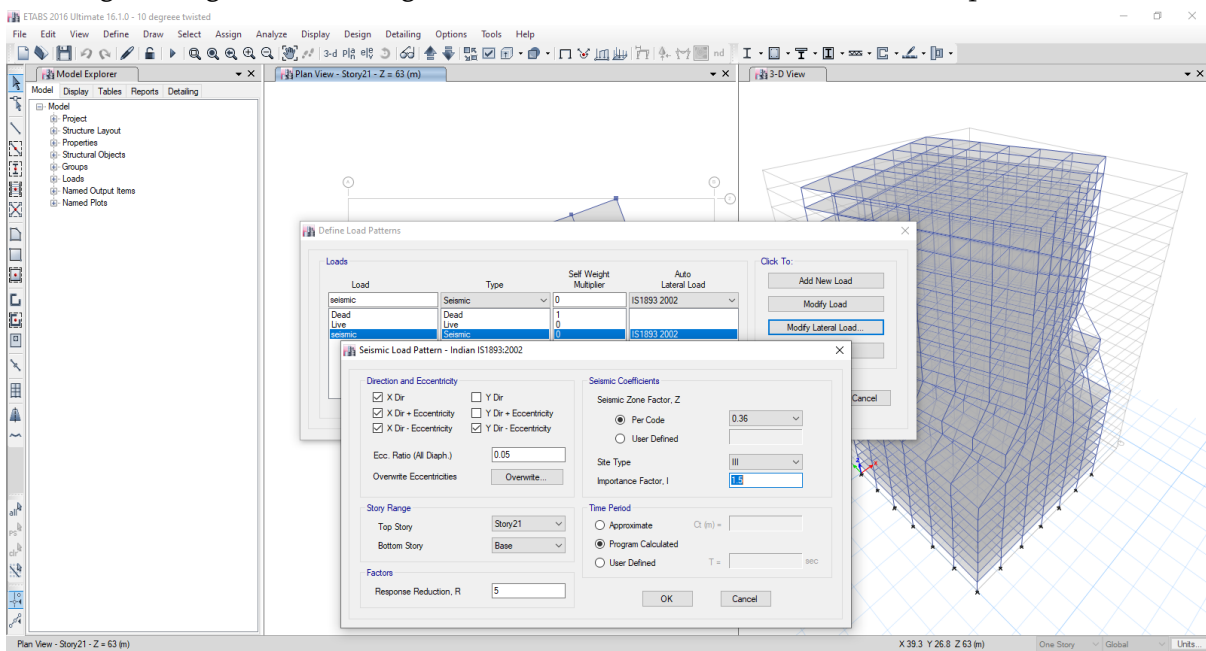 ETABS 2016 Ultimate 16.1.0 - 10 degreee twisted
File Edit View Define Draw Select Assign Analyze Display Design Detailing Options Tools Help
3-d
nd
Model Explorer
Model Display Tables Reports Detailing
Model
Project
Structure Layout
Properties
Structural Objects
Groups
Loads
Named Output Items
Named Plots
all
ps
clr
Plan View - Story21 - Z = 63 (m)
3-D View
Define Load Patterns
Loads
Load Type Self Weight Multiplier Auto Lateral Load
seismic Seismic 0 IS1893 2002
Dead Dead 1
Live Live 0
seismic Seismic 0 IS1893 2002
Click To:
Add New Load
Modify Load
Modify Lateral Load...
Cancel
Seismic Load Pattern - Indian IS1893:2002
Direction and Eccentricity
X Dir Y Dir
X Dir + Eccentricity Y Dir + Eccentricity
X Dir - Eccentricity Y Dir - Eccentricity
Ecc. Ratio (All Diaph.) 0.05
Overwrite Eccentricities Overwrite...
Story Range
Top Story Story21
Bottom Story Base
Factors
Response Reduction, R 5
Seismic Coefficients
Seismic Zone Factor, Z
Per Code 0.36
User Defined
Site Type III
Importance Factor, I 1.5
Time Period
Approximate Ct (m) =
Program Calculated
User Defined T = sec
OK Cancel
Plan View - Story21 - Z = 63 (m) X 39.3 Y 26.8 Z 63 (m) One Story Global Units...